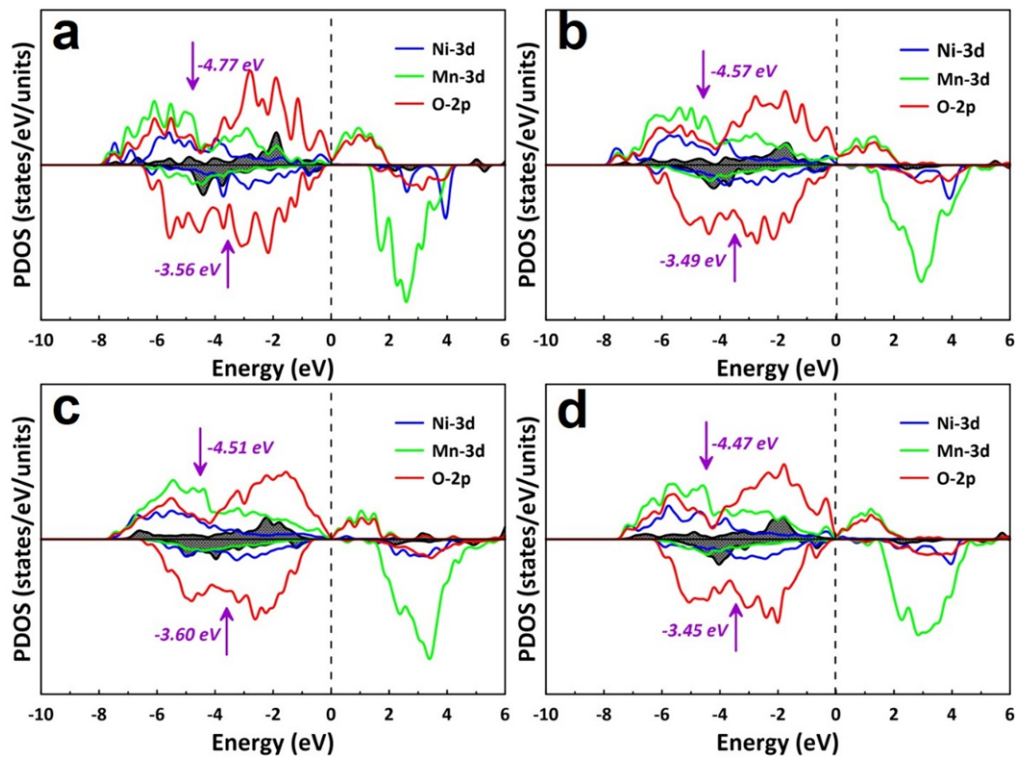 a
PDOS (states/eV/units)
-4.77 eV
-3.56 eV
Ni-3d
Mn-3d
O-2p
-10 -8 -6 -4 -2 0 2 4 6
Energy (eV)
b
PDOS (states/eV/units)
-4.57 eV
-3.49 eV
Ni-3d
Mn-3d
O-2p
-10 -8 -6 -4 -2 0 2 4 6
Energy (eV)
c
PDOS (states/eV/units)
-4.51 eV
-3.60 eV
Ni-3d
Mn-3d
O-2p
-10 -8 -6 -4 -2 0 2 4 6
Energy (eV)
d
PDOS (states/eV/units)
-4.47 eV
-3.45 eV
Ni-3d
Mn-3d
O-2p
-10 -8 -6 -4 -2 0 2 4 6
Energy (eV)